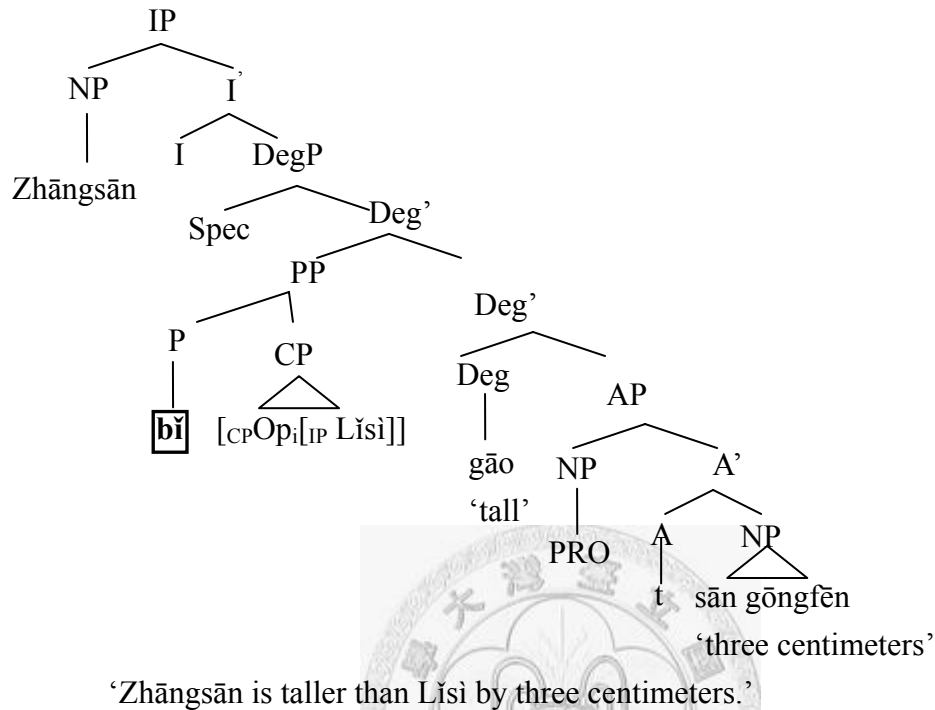 IP
NP I’
I DegP
Zhāngsān
Spec Deg’
PP
Deg’
P CP
Deg AP
bǐ [CPOpi[IP Lǐsì]]
gāo NP A’
‘tall’
PRO A NP
t sān gōngfēn
‘three centimeters’
‘Zhāngsān is taller than Lǐsì by three centimeters.’